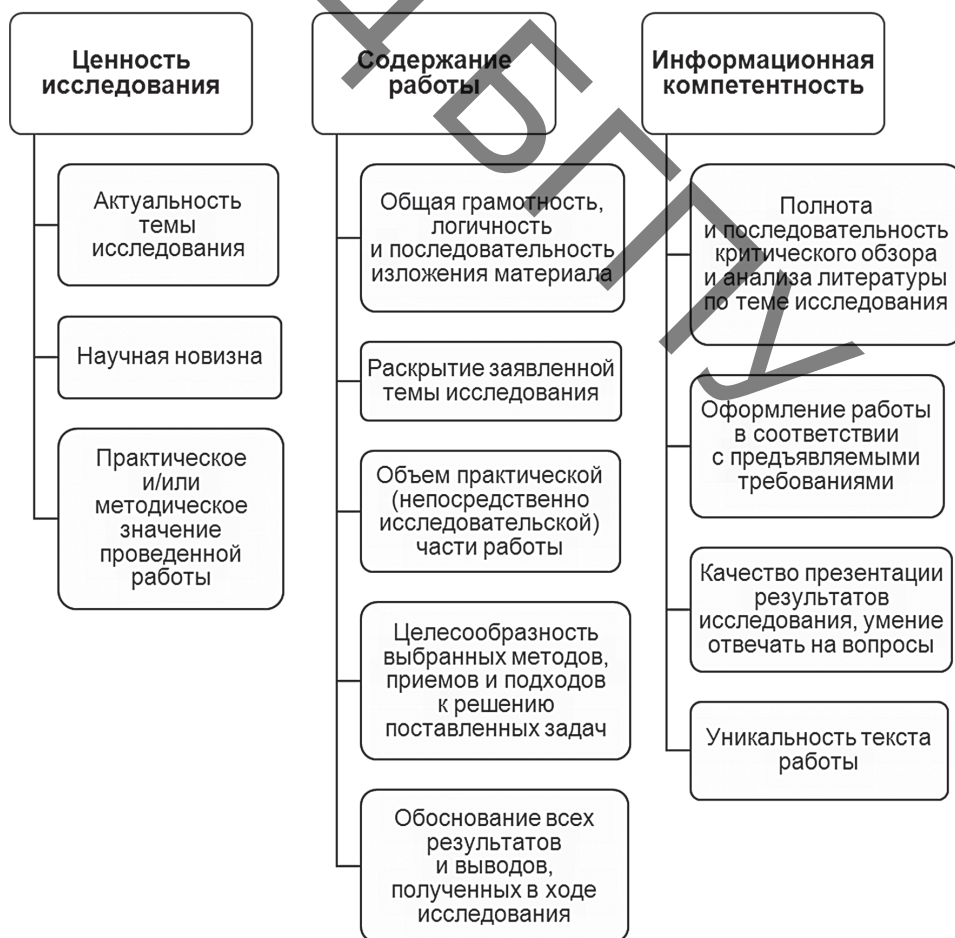 Ценность
исследования
Актуальность
темы
исследования
Научная новизна
Практическое
и/или
методическое
значение
проведенной
работы
Содержание
работы
Общая грамотность,
логичность
и последовательность
изложения материала
Раскрытие заявленной
темы исследования
Объем практической
(непосредственно
исследовательской)
части работы
Целесообразность
выбранных методов,
приемов и подходов
к решению
поставленных задач
Обоснование всех
результатов
и выводов,
полученных в ходе
исследования
Информационная
компетентность
Полнота
и последовательность
критического обзора
и анализа литературы
по теме исследования
Оформление работы
в соответствии
с предъявляемыми
требованиями
Качество презентации
результатов
исследования, умение
отвечать на вопросы
Уникальность текста
работы
БГПУ